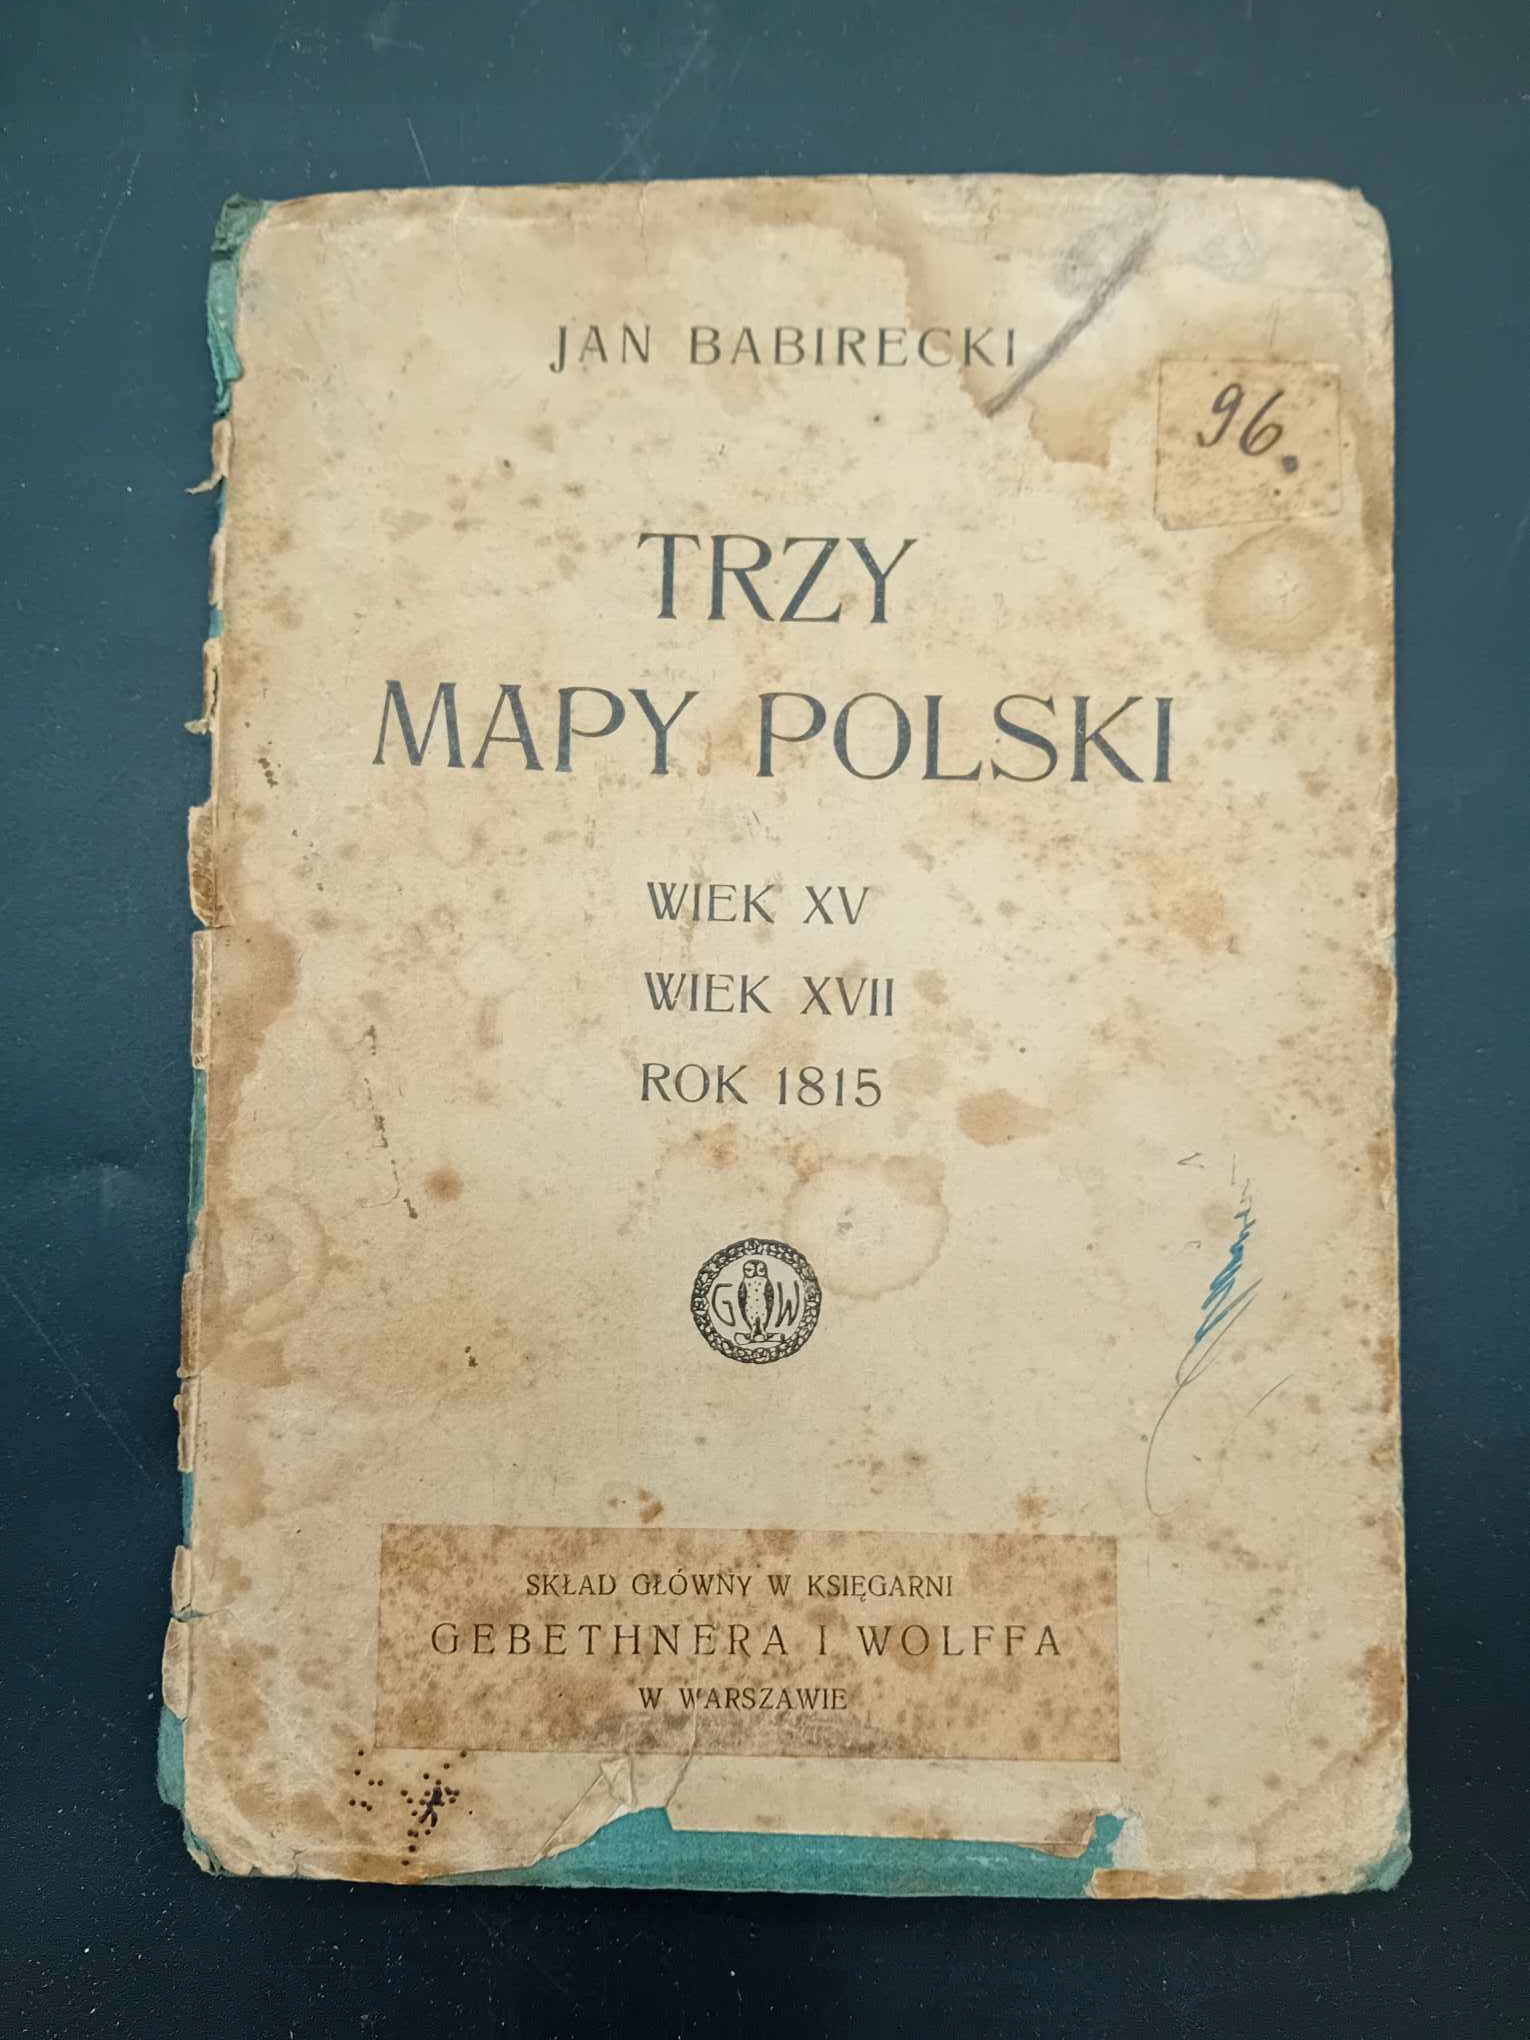 JAN BABIRECKI
96.
TRZY
MAPY POLSKI
WIEK XV
WIEK XVII
ROK 1815
G W
SKŁAD GŁÓWNY W KSIĘGARNI
GEBETHNERA I WOLFFA
W WARSZAWIE